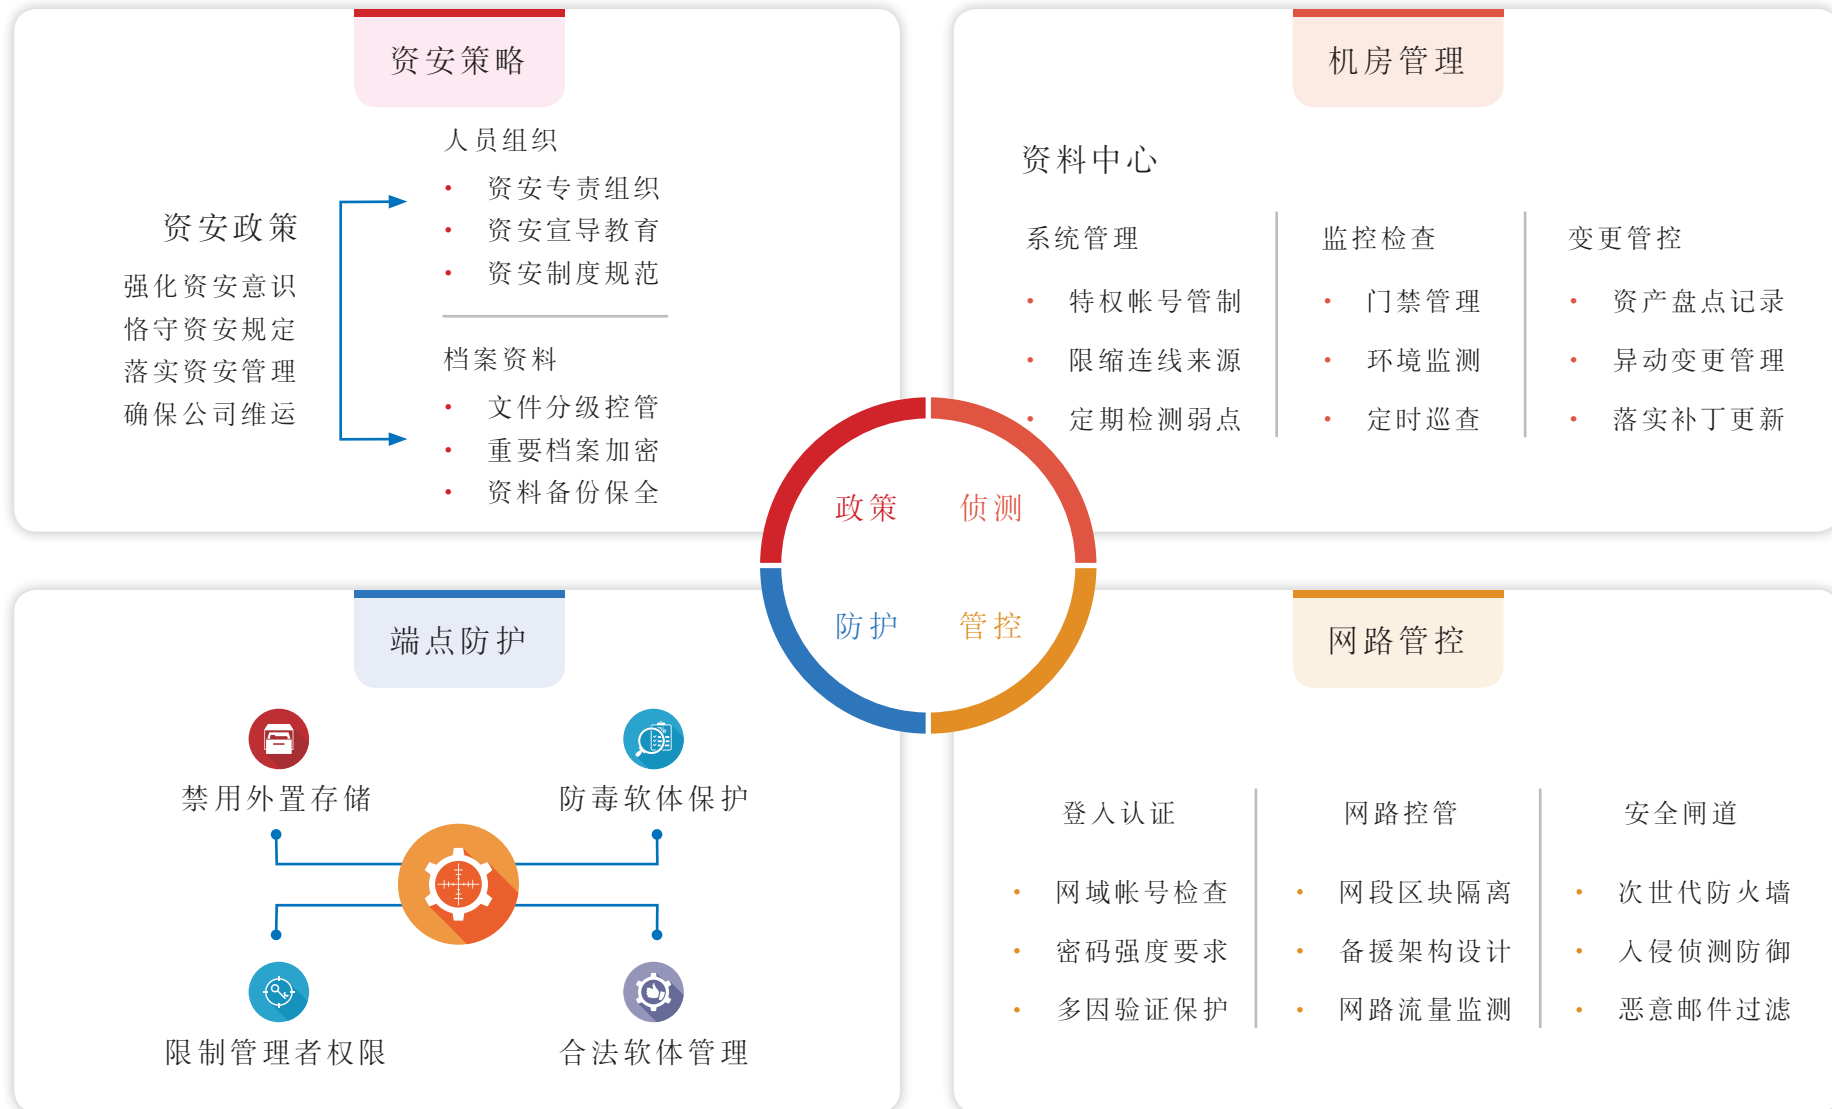 资安策略
资安政策
强化资安意识
恪守资安规定
落实资安管理
确保公司维运
人员组织
• 资安专责组织
• 资安宣导教育
• 资安制度规范
档案资料
• 文件分级控管
• 重要档案加密
• 资料备份保全
机房管理
资料中心
系统管理
• 特权帐号管制
• 限缩连线来源
• 定期检测弱点
监控检查
• 门禁管理
• 环境监测
• 定时巡查
变更管控
• 资产盘点记录
• 异动变更管理
• 落实补丁更新
政策
侦测
防护
管控
端点防护
禁用外置存储
防毒软体保护
限制管理者权限
合法软体管理
网路管控
登入认证
• 网域帐号检查
• 密码强度要求
• 多因验证保护
网路控管
• 网段区块隔离
• 备援架构设计
• 网路流量监测
安全闸道
• 次世代防火墙
• 入侵侦测防御
• 恶意邮件过滤